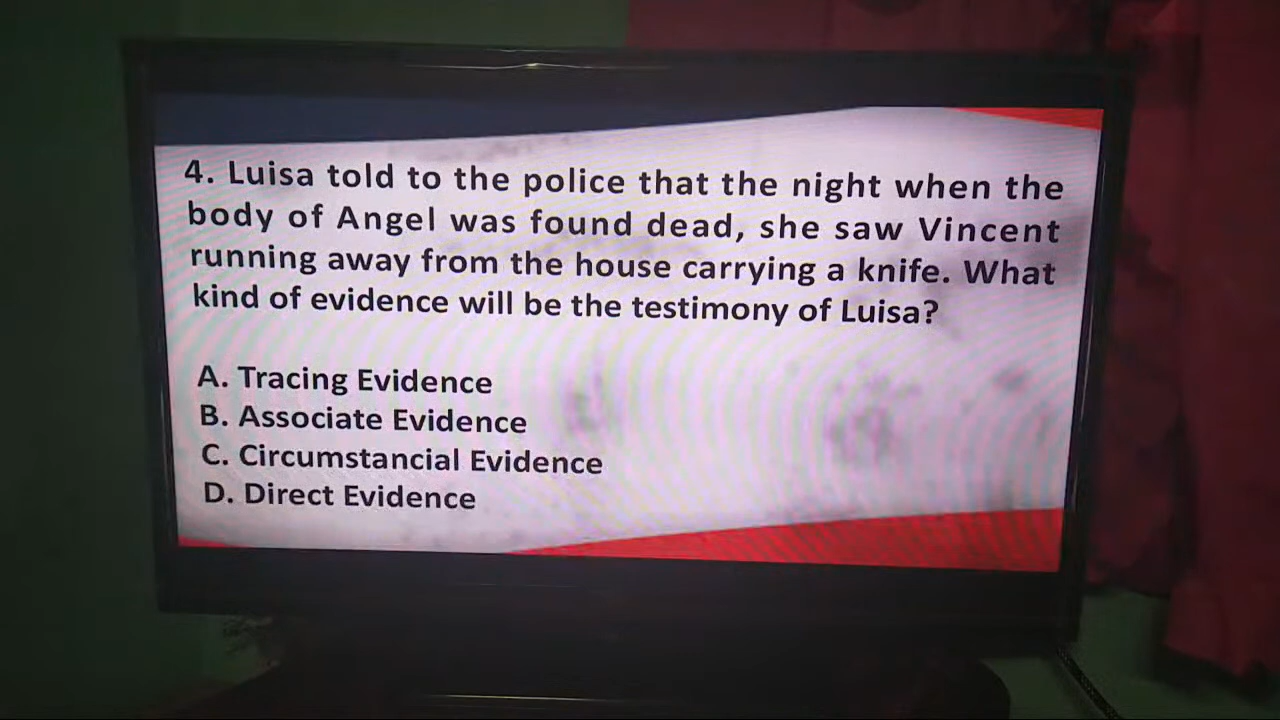 4. Luisa told to the police that the night when the
body of Angel was found dead, she saw Vincent
running away from the house carrying a knife. What
kind of evidence will be the testimony of Luisa?
A. Tracing Evidence
B. Associate Evidence
C. Circumstancial Evidence
D. Direct Evidence